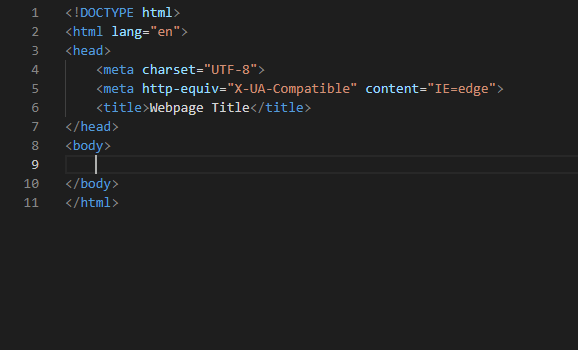 1 <!DOCTYPE html>
2 <html lang="en">
3 <head>
4     <meta charset="UTF-8">
5     <meta http-equiv="X-UA-Compatible" content="IE=edge">
6     <title>Webpage Title</title>
7 </head>
8 <body>
9
10 </body>
11 </html>